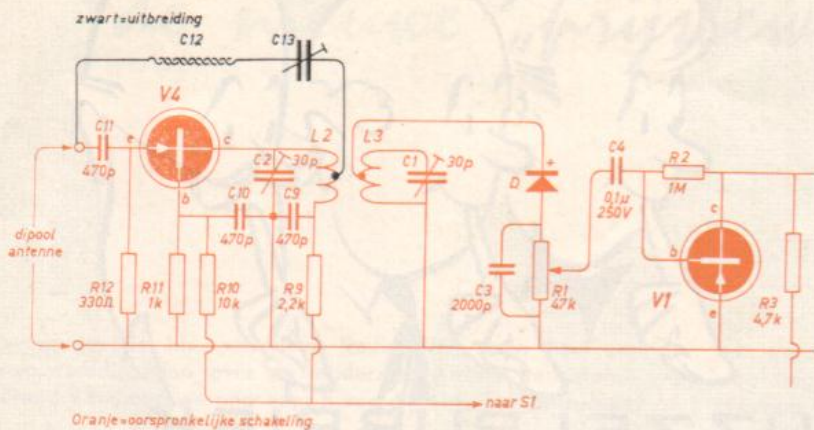 zwart=uitbreiding
C12
C13
V4
C11
470p
e
c
b
C2
30p
L2
L3
C1
30p
C10
470p
C9
470p
D
+
C4
0,1µ
250V
R2
1M
c
b
e
V1
dipool
antenne
R12
330Ω
R11
1k
R10
10k
R9
2,2k
C3
2000p
R1
47k
R3
4,7k
naar S1
Oranje=oorspronkelijke schakeling